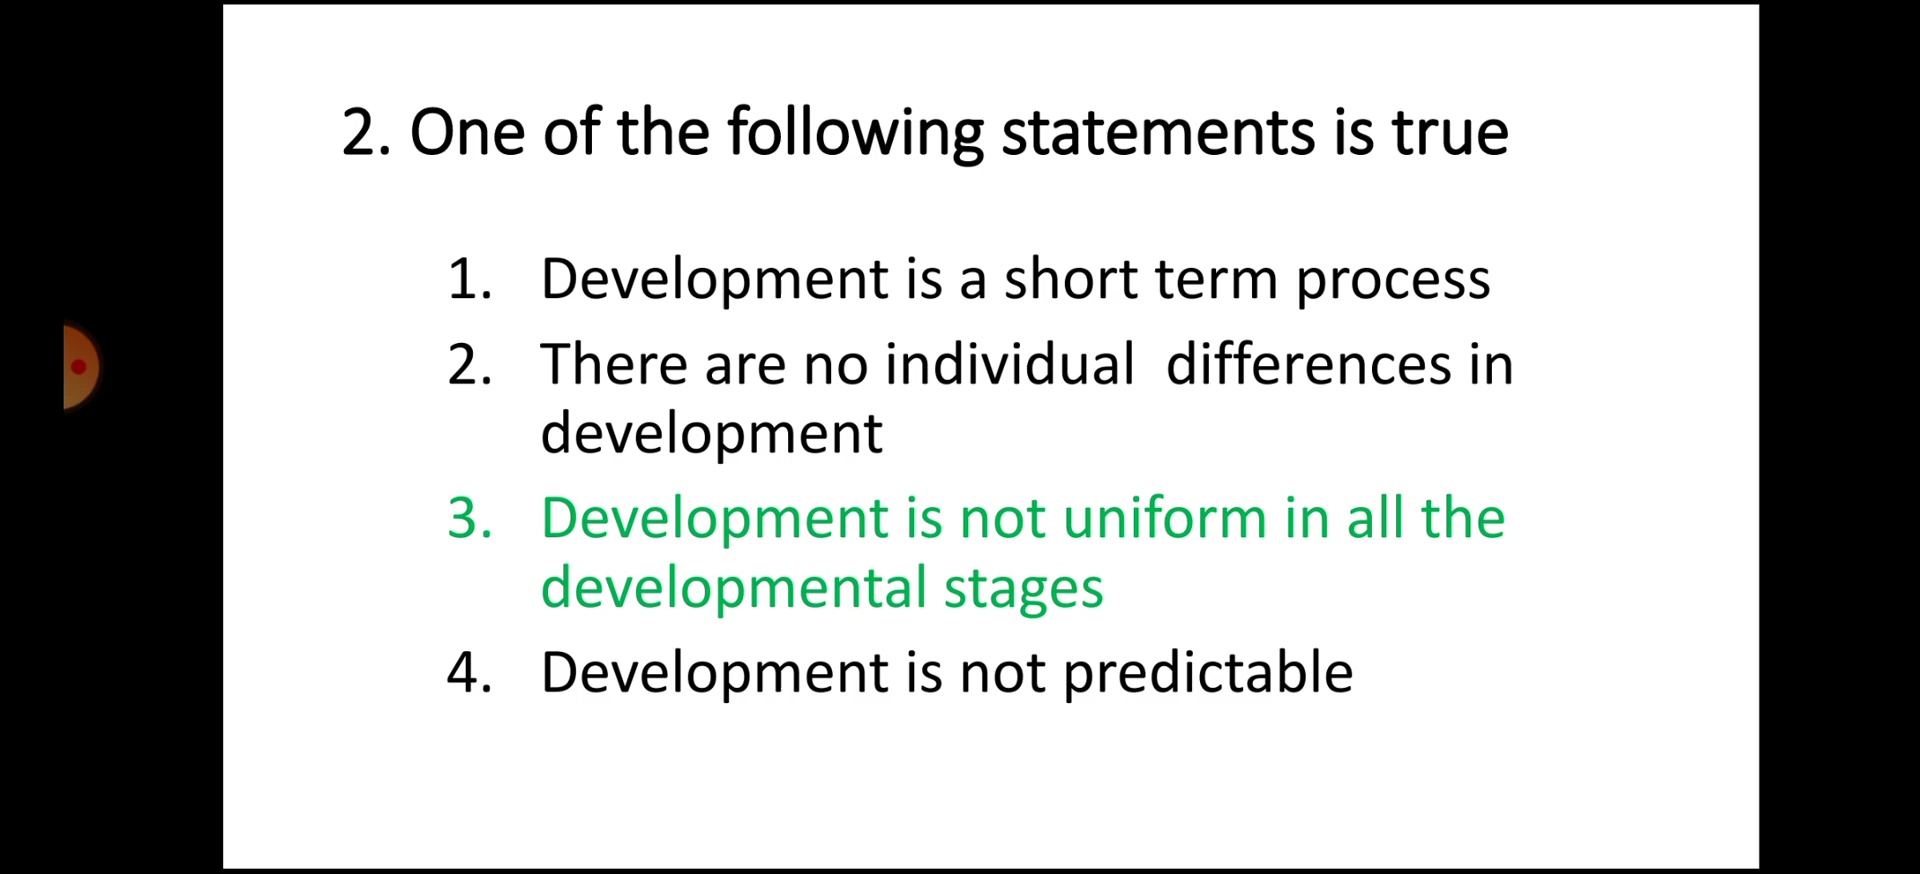 2. One of the following statements is true
1. Development is a short term process
2. There are no individual differences in
development
3. Development is not uniform in all the
developmental stages
4. Development is not predictable